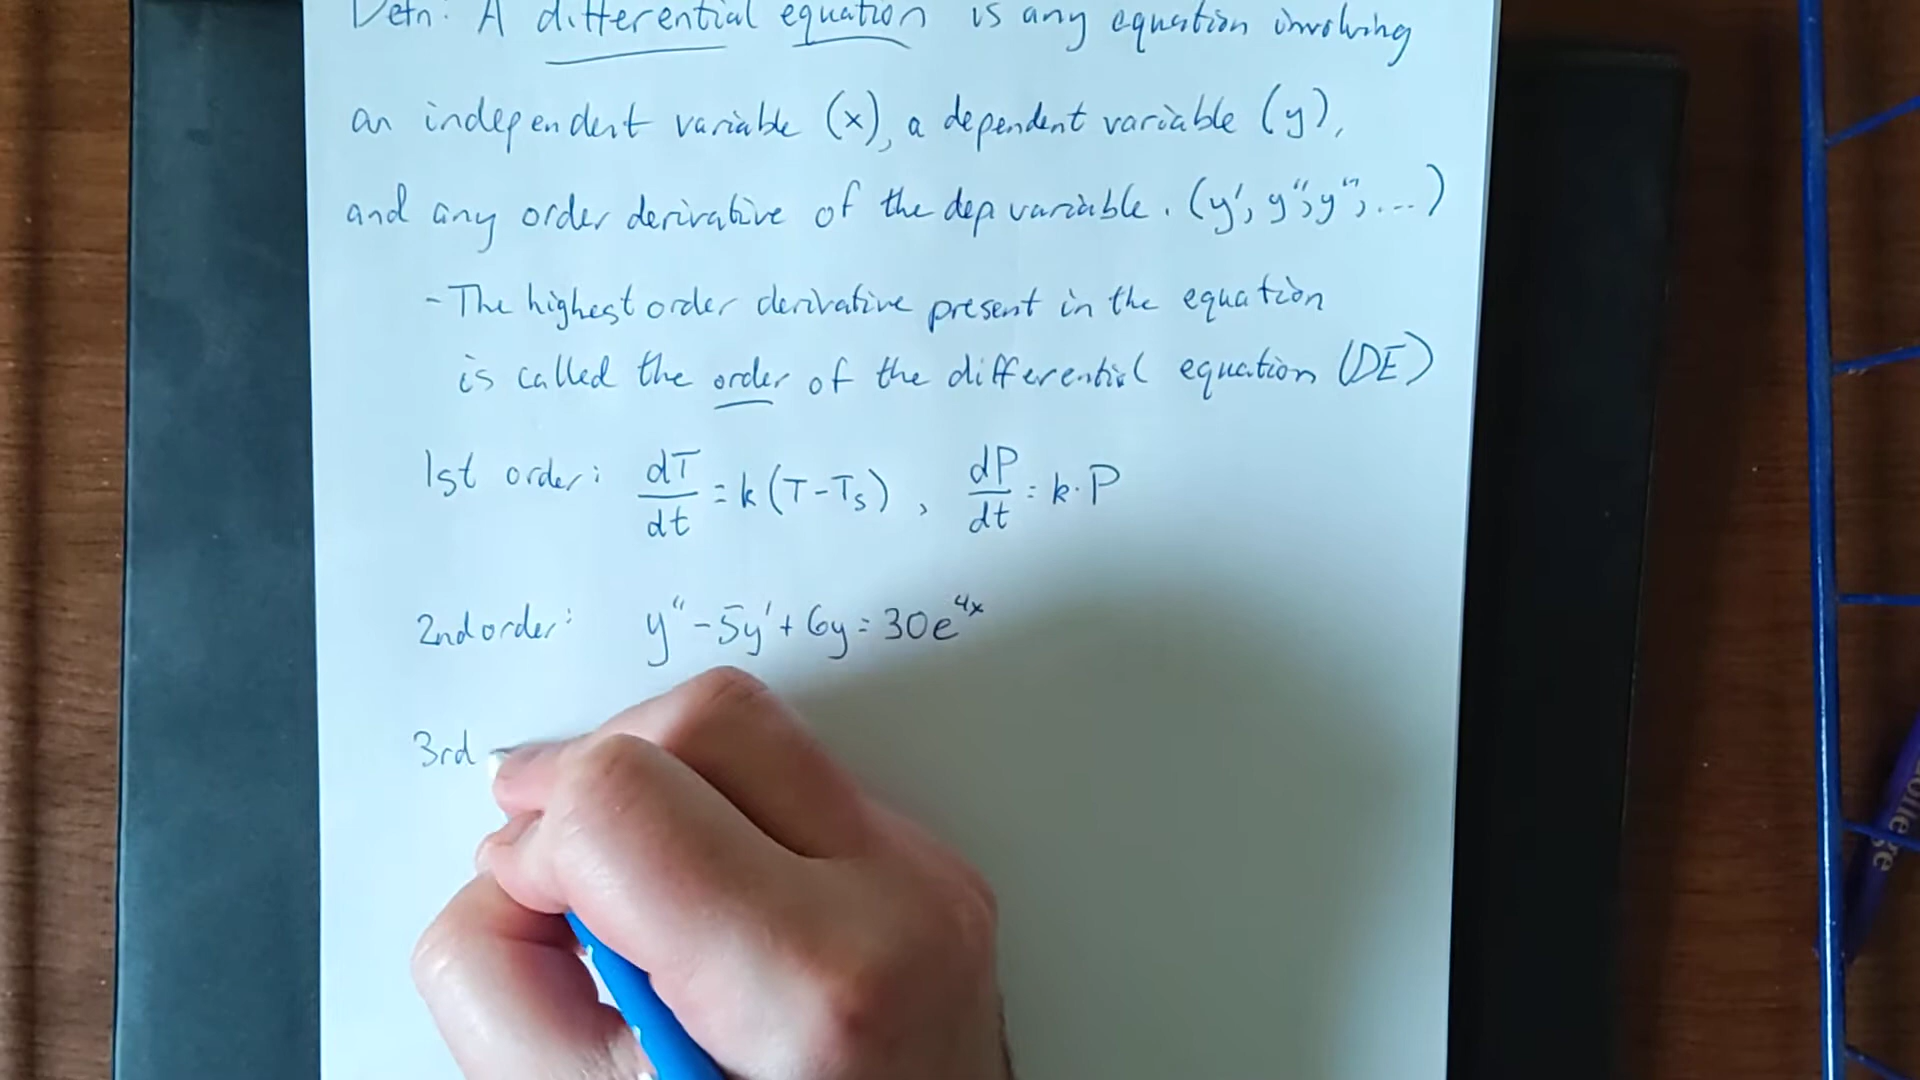 Defn: A differential equation is any equation involving
an independent variable (x), a dependent variable (y),
and any order derivative of the dep variable. (y', y'', y''', ...)
- The highest order derivative present in the equation
is called the order of the differential equation (DE)
1st order: dT/dt = k(T-Ts), dP/dt = k·P
2nd order: y'' - 5y' + 6y = 30e^4x
3rd